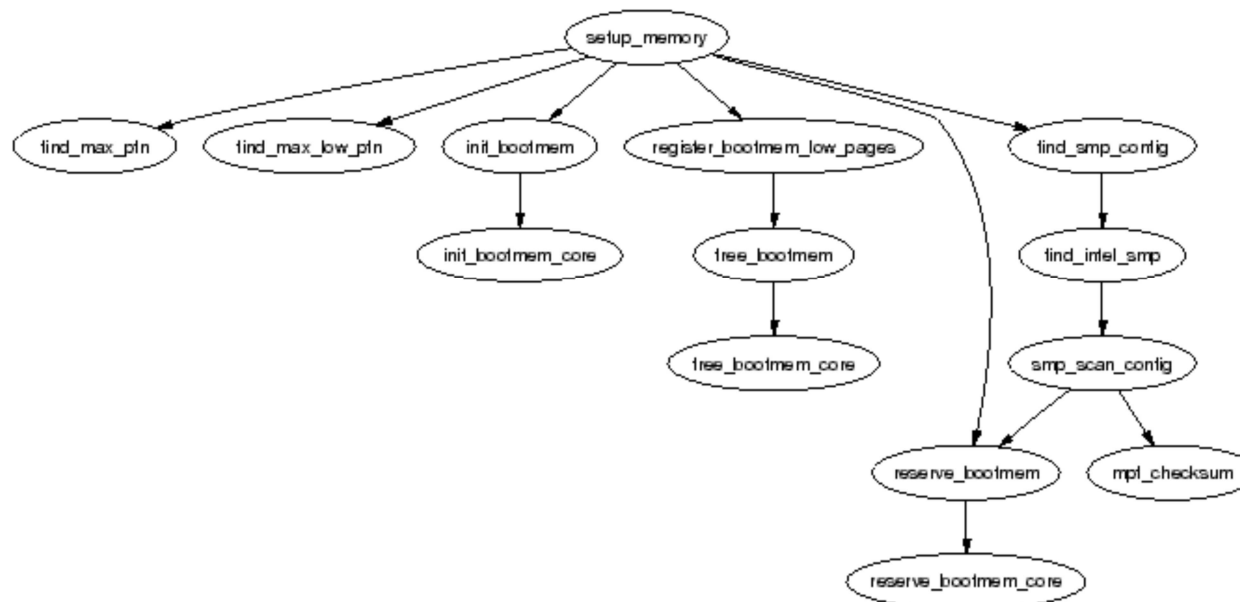 setup_memory
find_max_pfn
find_max_low_pfn
init_bootmem
register_bootmem_low_pages
find_smp_config
init_bootmem_core
free_bootmem
find_intel_smp
free_bootmem_core
smp_scan_config
reserve_bootmem
mpf_checksum
reserve_bootmem_core